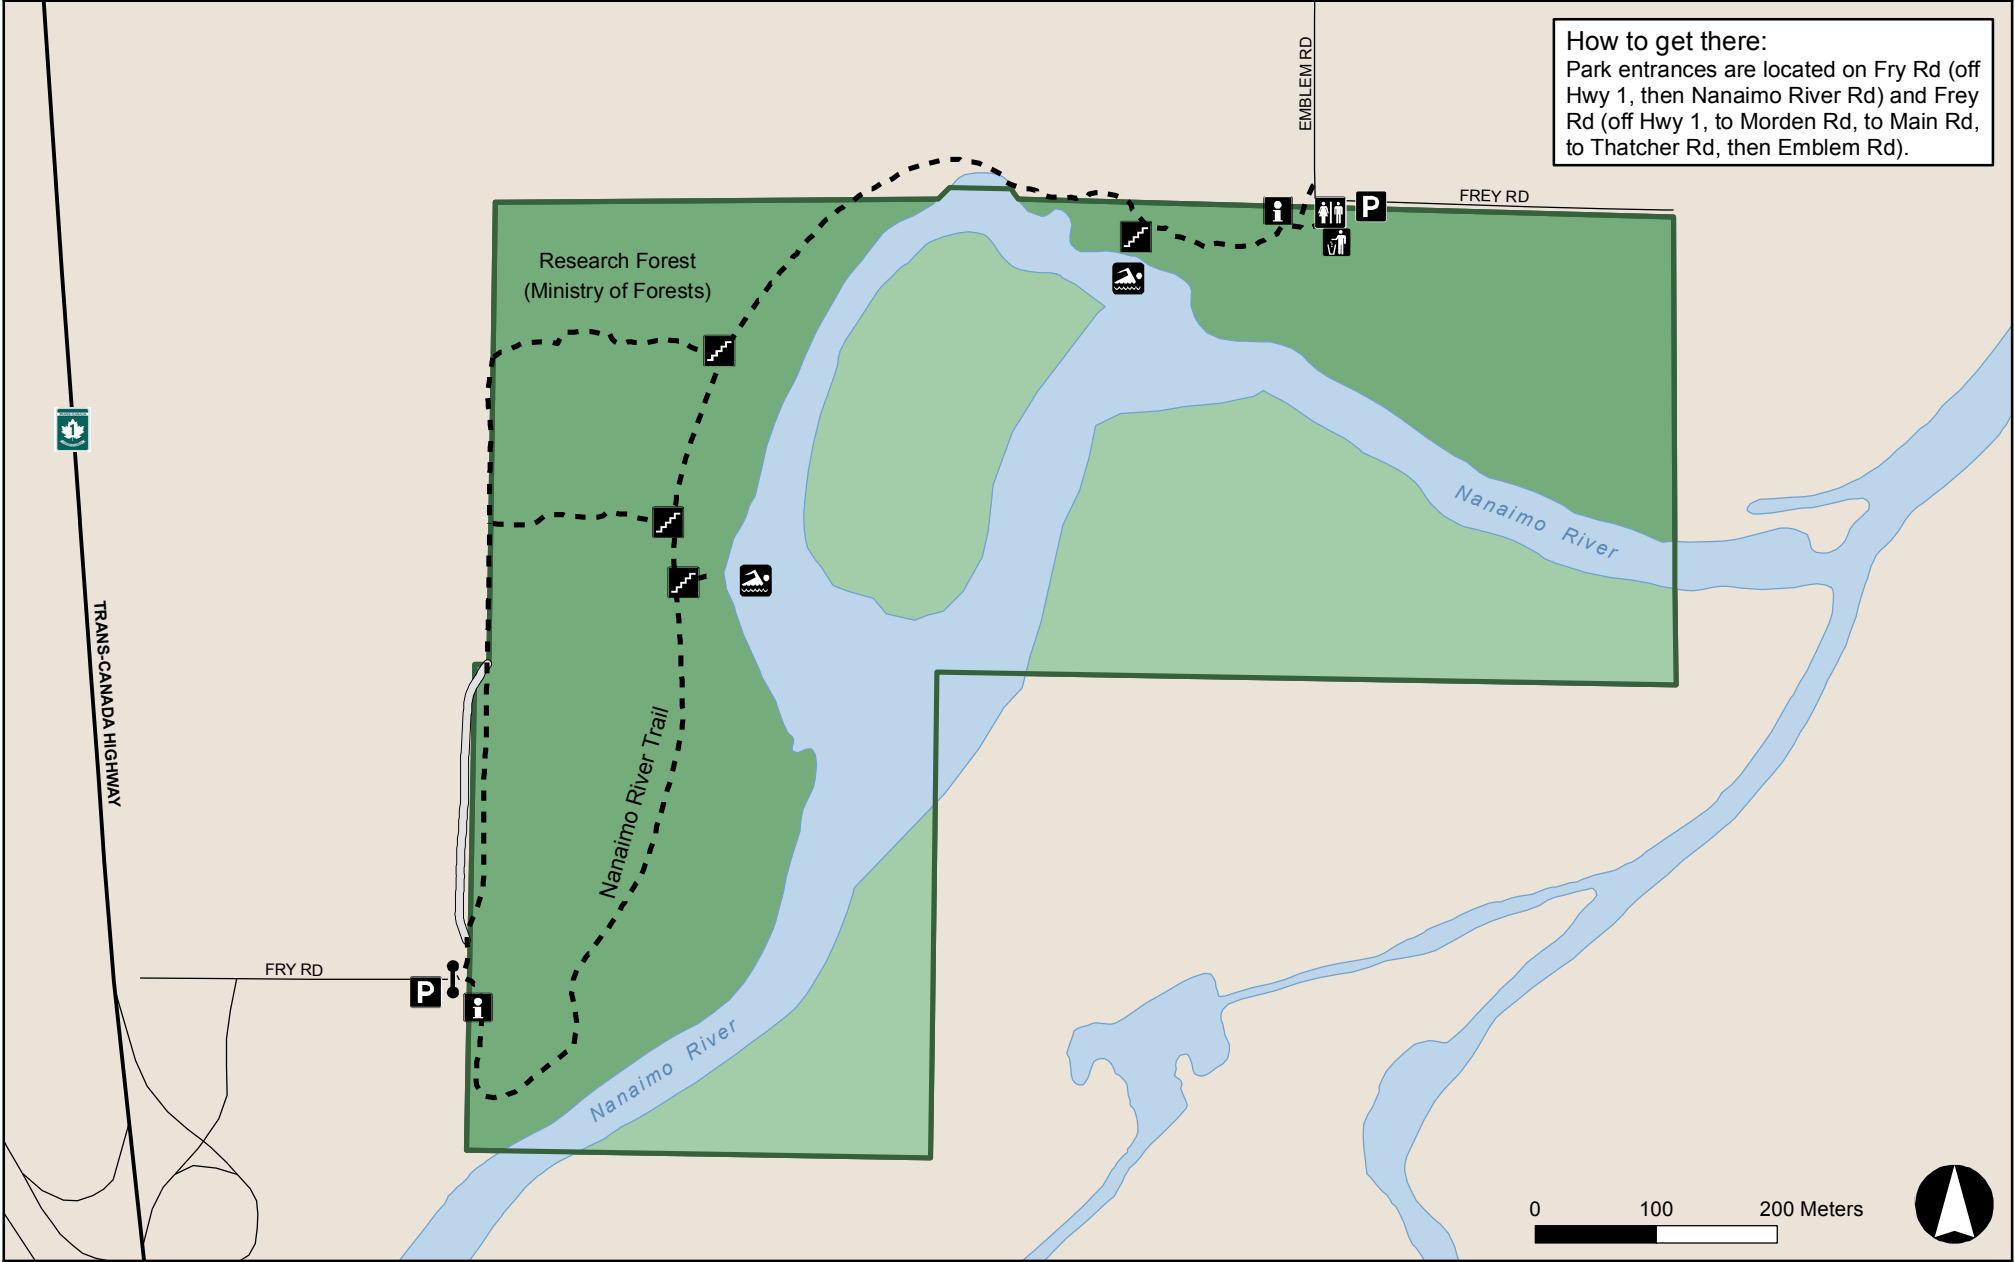 How to get there:
Park entrances are located on Fry Rd (off
Hwy 1, then Nanaimo River Rd) and Frey
Rd (off Hwy 1, to Morden Rd, to Main Rd,
to Thatcher Rd, then Emblem Rd).
EMBLEM RD
FREY RD
i
P
Research Forest
(Ministry of Forests)
1
Nanaimo River
TRANS-CANADA HIGHWAY
Nanaimo River Trail
FRY RD
P
i
Nanaimo River
0 100 200 Meters